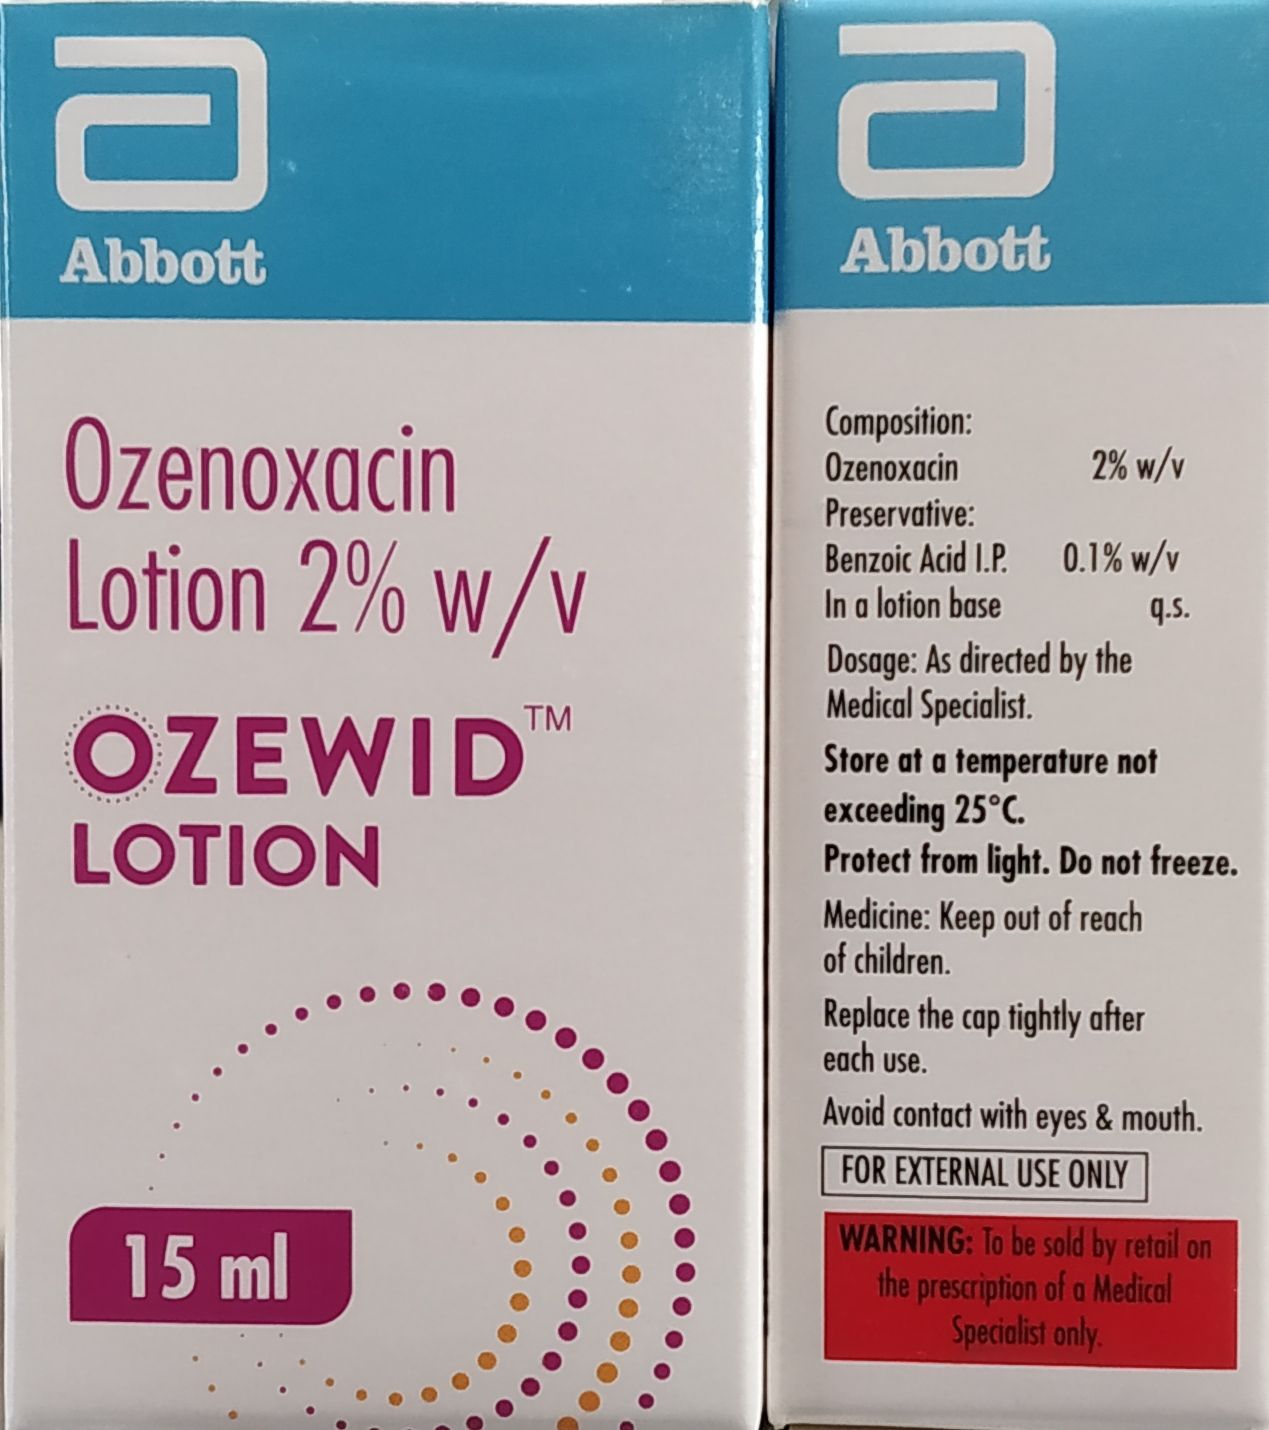 Abbott
Ozenoxacin
Lotion 2% w/v
OZEWID™
LOTION
15 ml
Abbott
Composition:
Ozenoxacin 2% w/v
Preservative:
Benzoic Acid I.P. 0.1% w/v
In a lotion base q.s.
Dosage: As directed by the
Medical Specialist.
Store at a temperature not
exceeding 25°C.
Protect from light. Do not freeze.
Medicine: Keep out of reach
of children.
Replace the cap tightly after
each use.
Avoid contact with eyes & mouth.
FOR EXTERNAL USE ONLY
WARNING: To be sold by retail on
the prescription of a Medical
Specialist only.